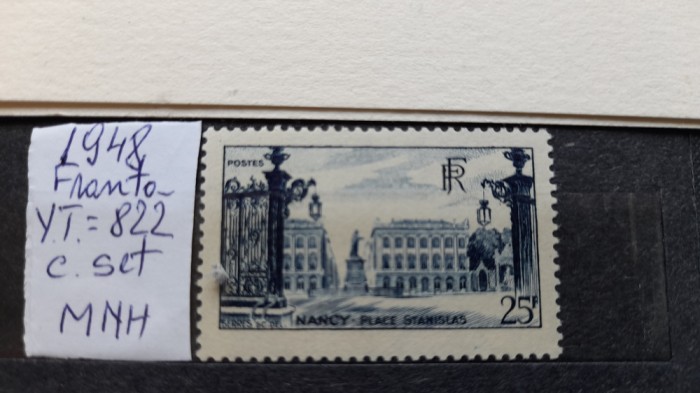 1948
Franta
Y.T. = 822
c. set
MNH
POSTES
RF
25F
NANCY - PLACE STANISLAS